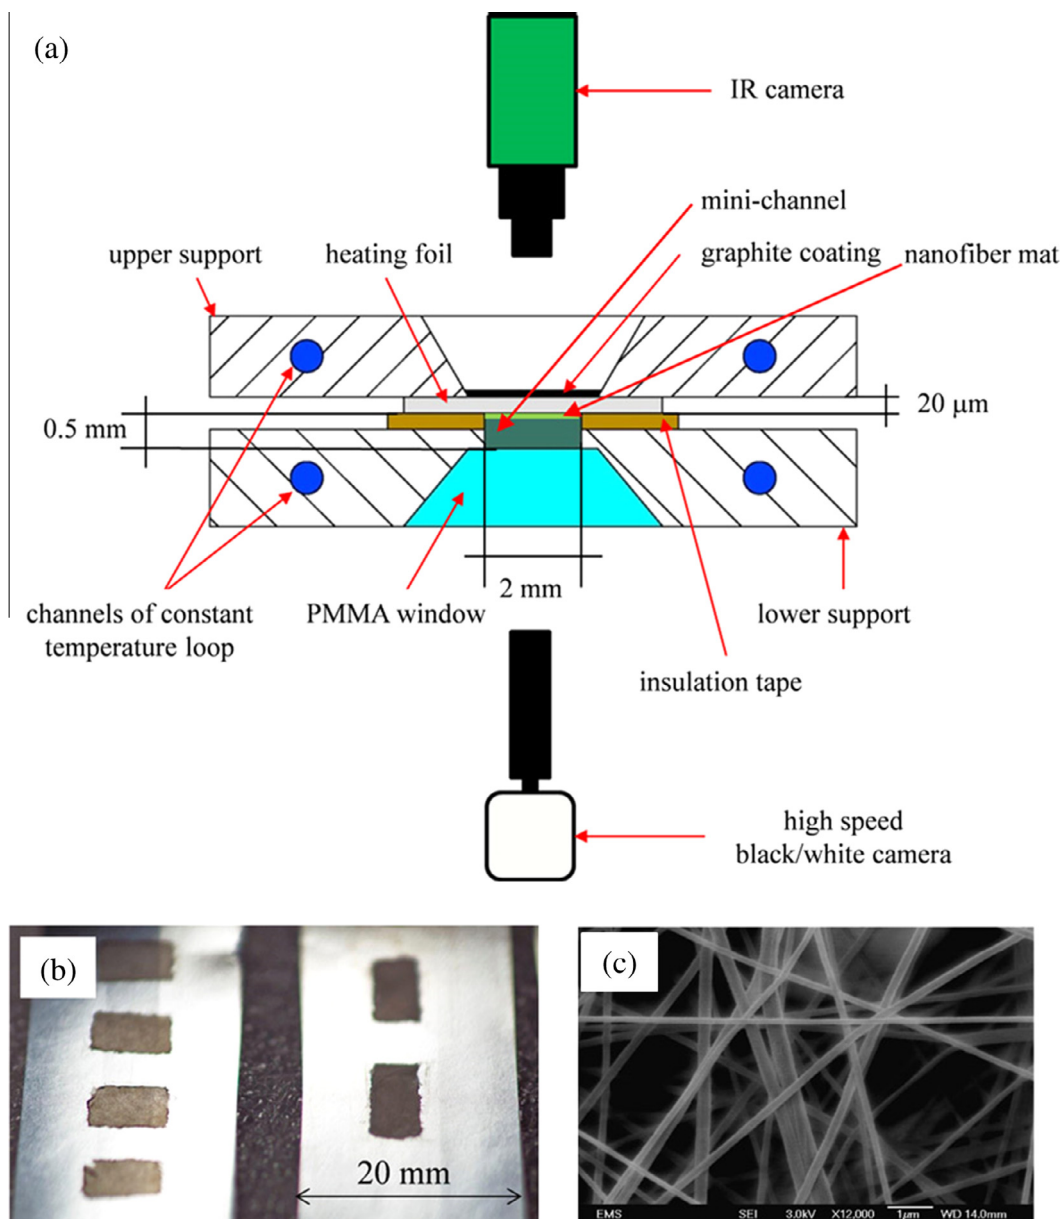 (a)
IR camera
mini-channel
upper support
heating foil
graphite coating
nanofiber mat
0.5 mm
20 μm
2 mm
channels of constant
temperature loop
PMMA window
lower support
insulation tape
high speed
black/white camera
(b)
20 mm
(c)
EMS SEI 3.0kV X12,000 1μm WD 14.0mm